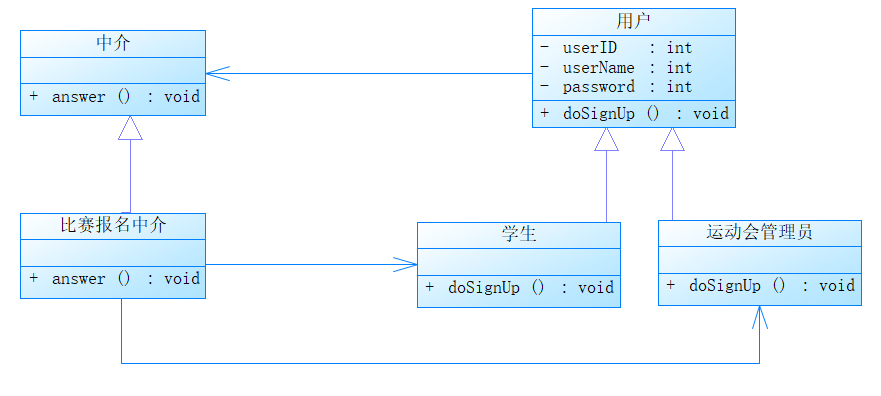 中介
+ answer () : void
用户
- userID : int
- userName : int
- password : int
+ doSignUp () : void
比赛报名中介
+ answer () : void
学生
+ doSignUp () : void
运动会管理员
+ doSignUp () : void